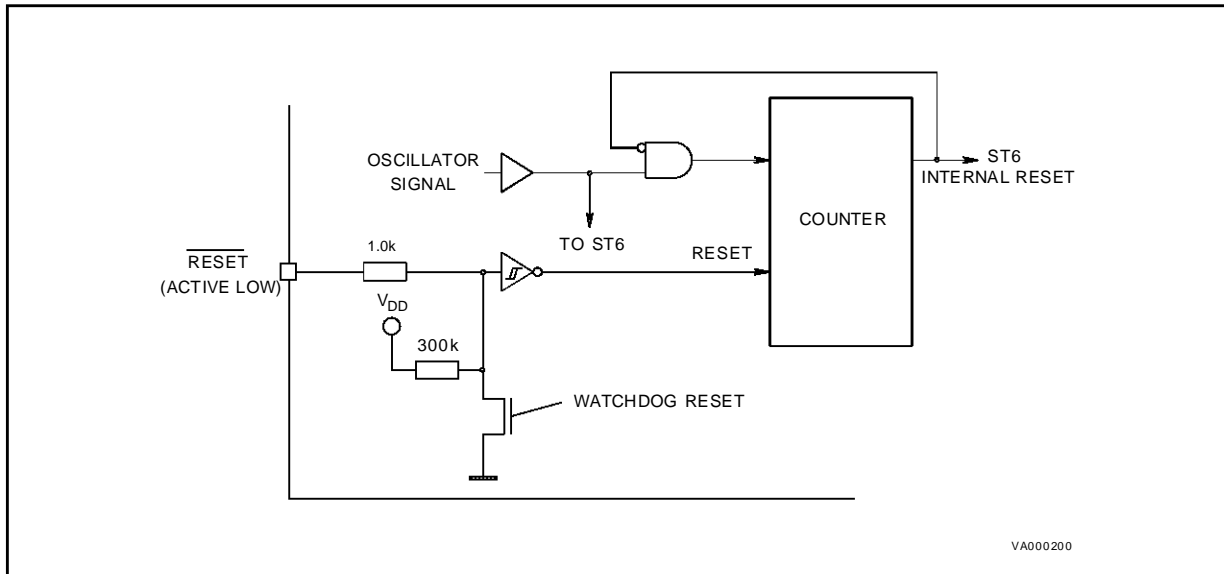 OSCILLATOR
SIGNAL
TO ST6
COUNTER
ST6
INTERNAL RESET
RESET
(ACTIVE LOW)
1.0k
RESET
VDD
300k
WATCHDOG RESET
VA000200